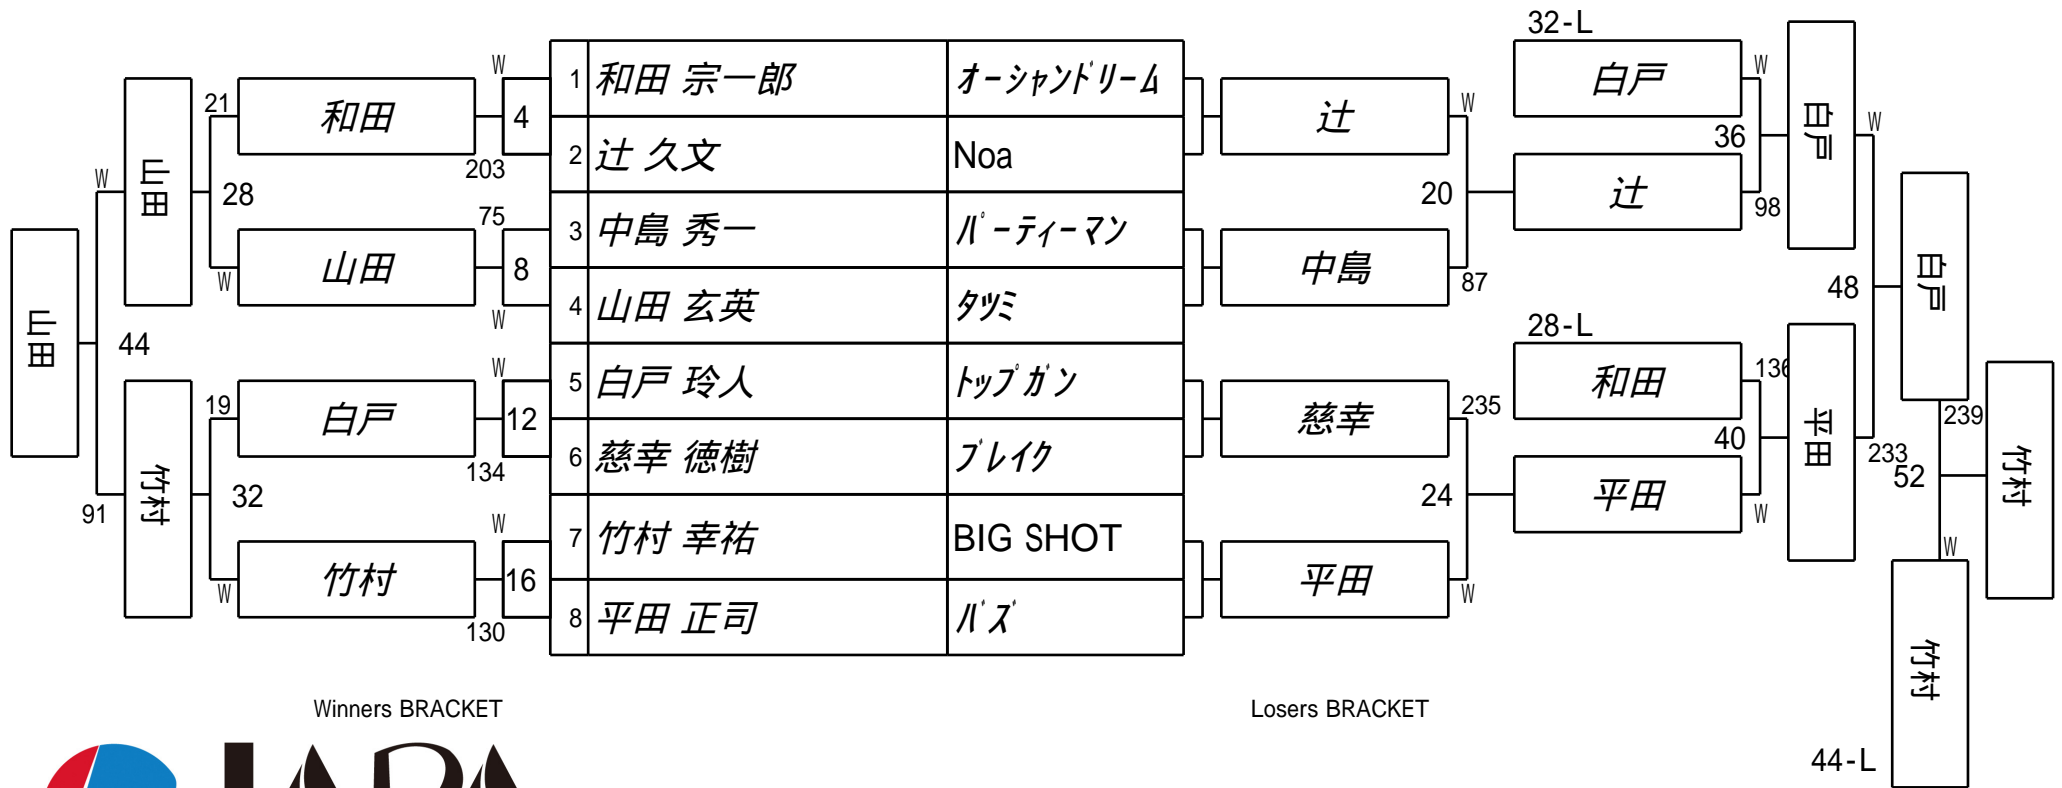 32-L
W
1 和田 宗一郎 オーシャンドリーム
2 辻 久文 Noa
3 中島 秀一 パーティーマン
4 山田 玄英 タツミ
5 白戸 玲人 トップガン
6 慈幸 徳樹 ブレイク
7 竹村 幸祐 BIG SHOT
8 平田 正司 バズ
山田
W
44
91
山田
28
竹村
32
21
和田
W
山田
19
白戸
W
竹村
W
4
203
75
8
W
W
12
134
W
16
130
辻
W
20
中島
87
慈幸
235
24
平田
W
白戸
W
36
辻
98
28-L
和田
136
40
平田
W
白戸
W
48
平田
233
白戸
239
52
竹村
W
竹村
44-L
Winners BRACKET
Losers BRACKET